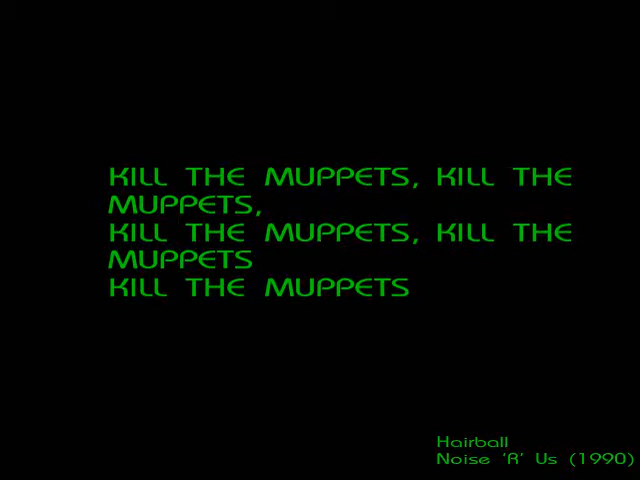 KILL THE MUPPETS, KILL THE
MUPPETS,
KILL THE MUPPETS, KILL THE
MUPPETS
KILL THE MUPPETS
Hairball
Noise 'R' Us (1990)